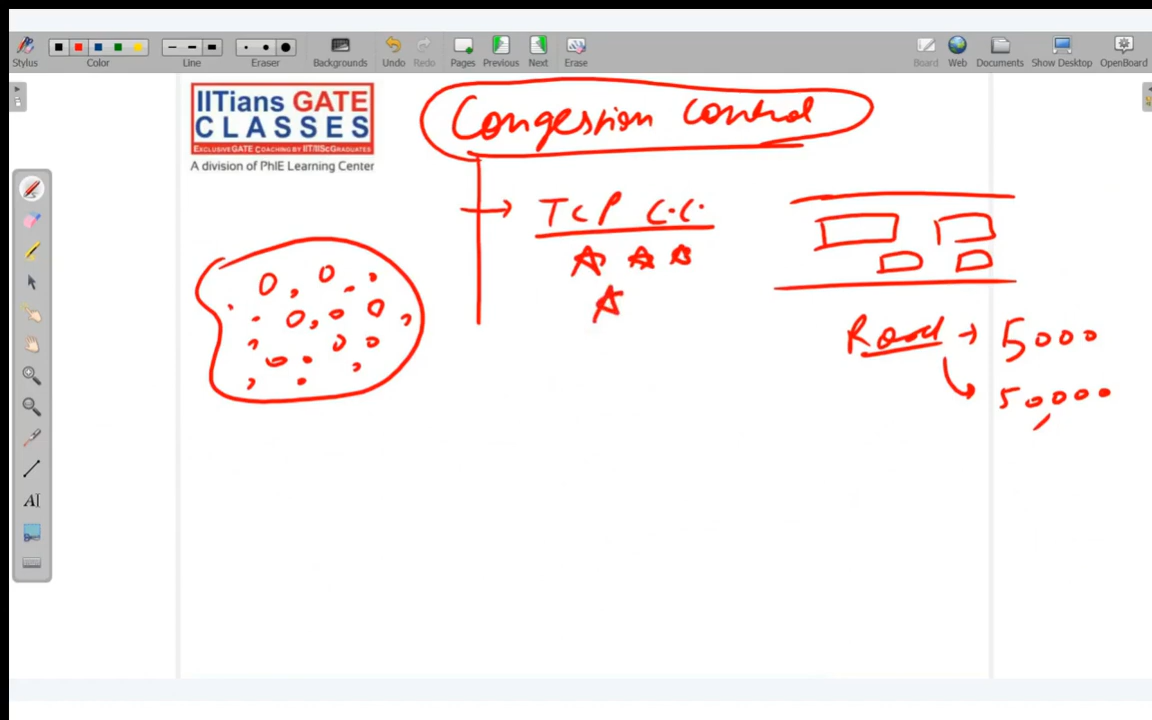 Stylus
Color
Line
Eraser
Backgrounds
Undo
Redo
Pages
Previous
Next
Erase
Board
Web
Documents
Show Desktop
OpenBoard
IITians GATE
CLASSES
EXCLUSIVE GATE COACHING BY IIT/IISc GRADUATES
A division of PhIE Learning Center
Congestion control
→ TCP C.C.
Road → 5000
50,000
AI